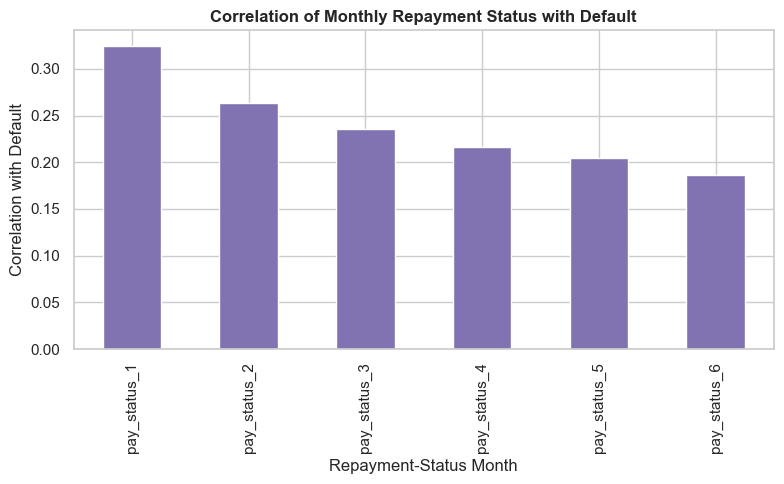 Correlation of Monthly Repayment Status with Default
Correlation with Default
0.30
0.25
0.20
0.15
0.10
0.05
0.00
pay_status_1
pay_status_2
pay_status_3
pay_status_4
pay_status_5
pay_status_6
Repayment-Status Month